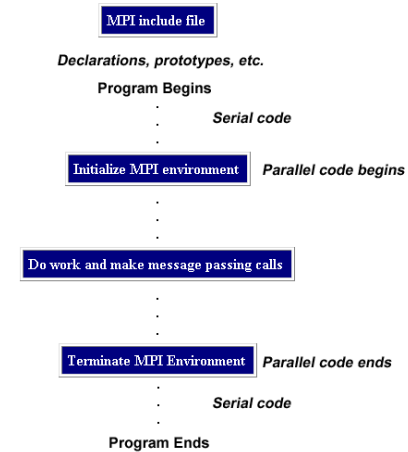 MPI include file
Declarations, prototypes, etc.
Program Begins
Serial code
Initialize MPI environment Parallel code begins
Do work and make message passing calls
Terminate MPI Environment Parallel code ends
Serial code
Program Ends